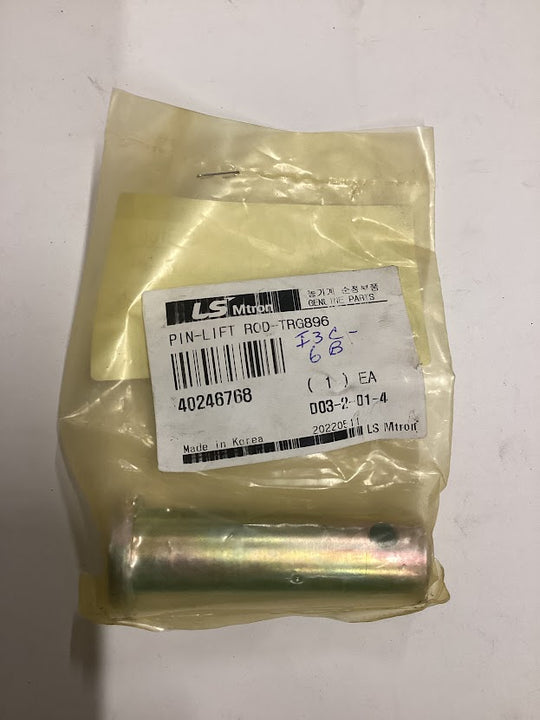 LS Mtron 농기계 순정부품
GENUINE PARTS
PIN-LIFT ROD-TRG896
I3C-
6B
40246768
( 1 ) EA
D03-2-01-4
20220511
Made in Korea
LS Mtron